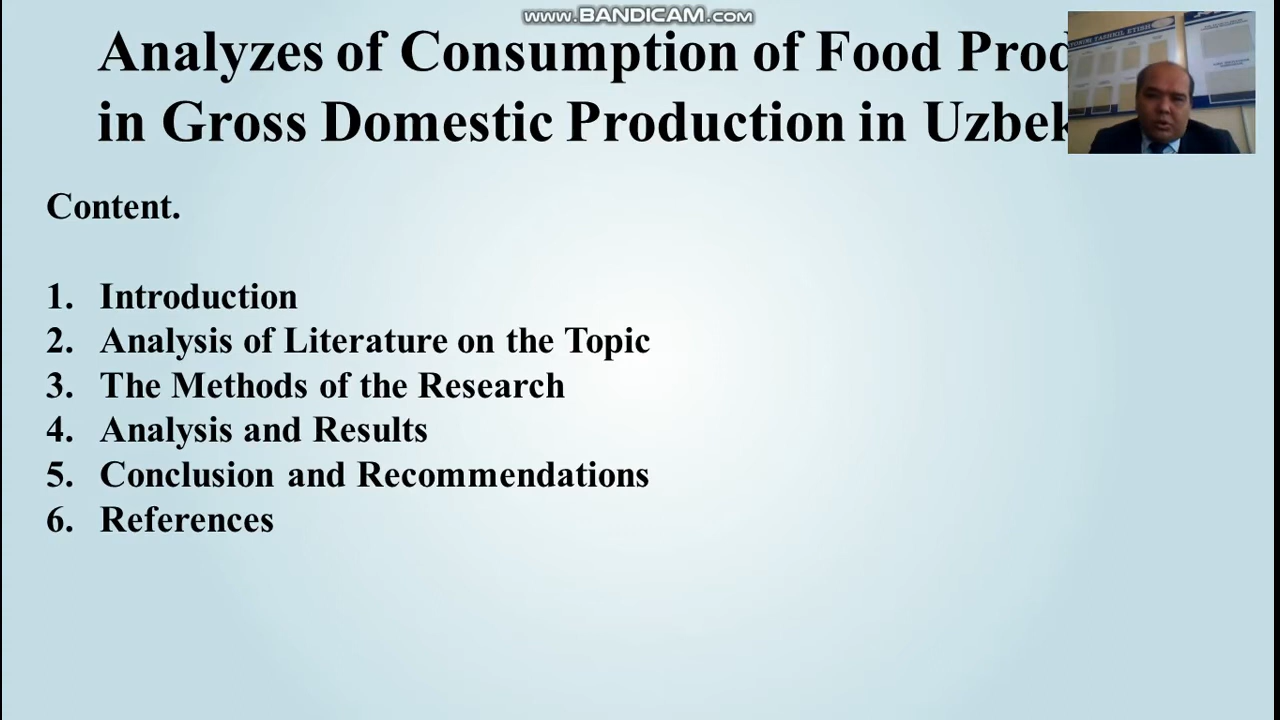 www.BANDICAM.com
Analyzes of Consumption of Food Prod
in Gross Domestic Production in Uzbek
Content.
1. Introduction
2. Analysis of Literature on the Topic
3. The Methods of the Research
4. Analysis and Results
5. Conclusion and Recommendations
6. References